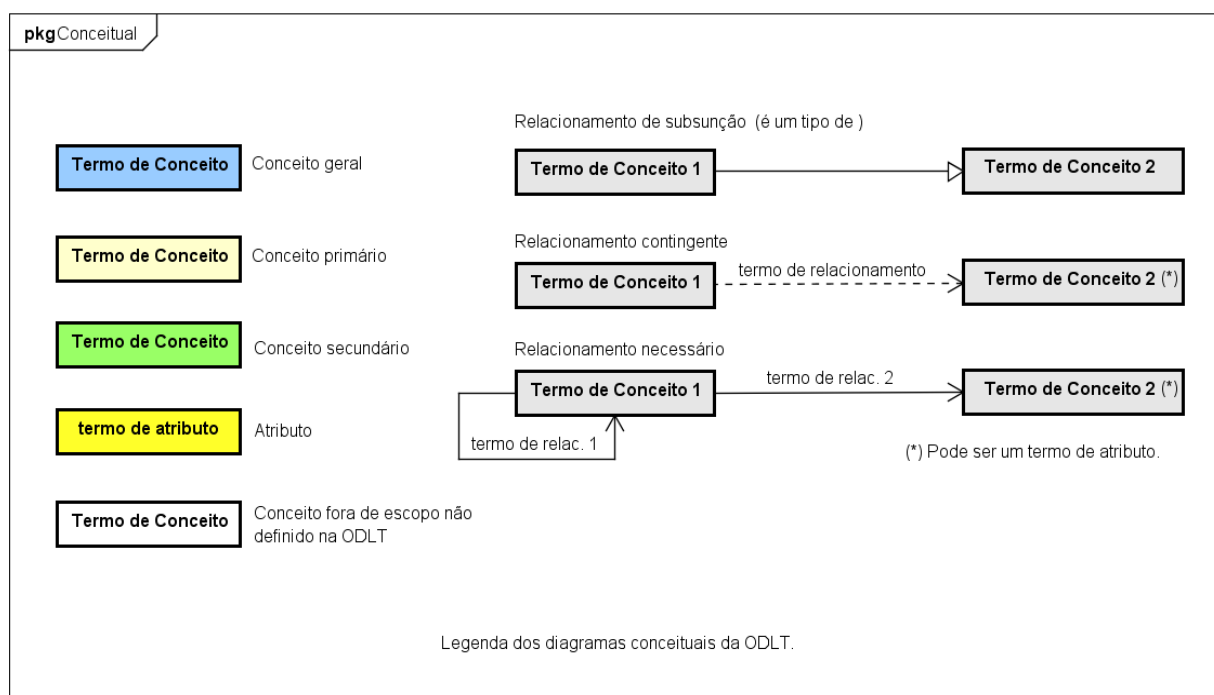 pkgConceitual
Termo de Conceito
Conceito geral
Termo de Conceito
Conceito primário
Termo de Conceito
Conceito secundário
termo de atributo
Atributo
Termo de Conceito
Conceito fora de escopo não
definido na ODLT
Relacionamento de subsunção (é um tipo de )
Termo de Conceito 1
Termo de Conceito 2
Relacionamento contingente
Termo de Conceito 1
termo de relacionamento
Termo de Conceito 2 (*)
Relacionamento necessário
Termo de Conceito 1
termo de relac. 2
Termo de Conceito 2 (*)
termo de relac. 1
(*) Pode ser um termo de atributo.
Legenda dos diagramas conceituais da ODLT.